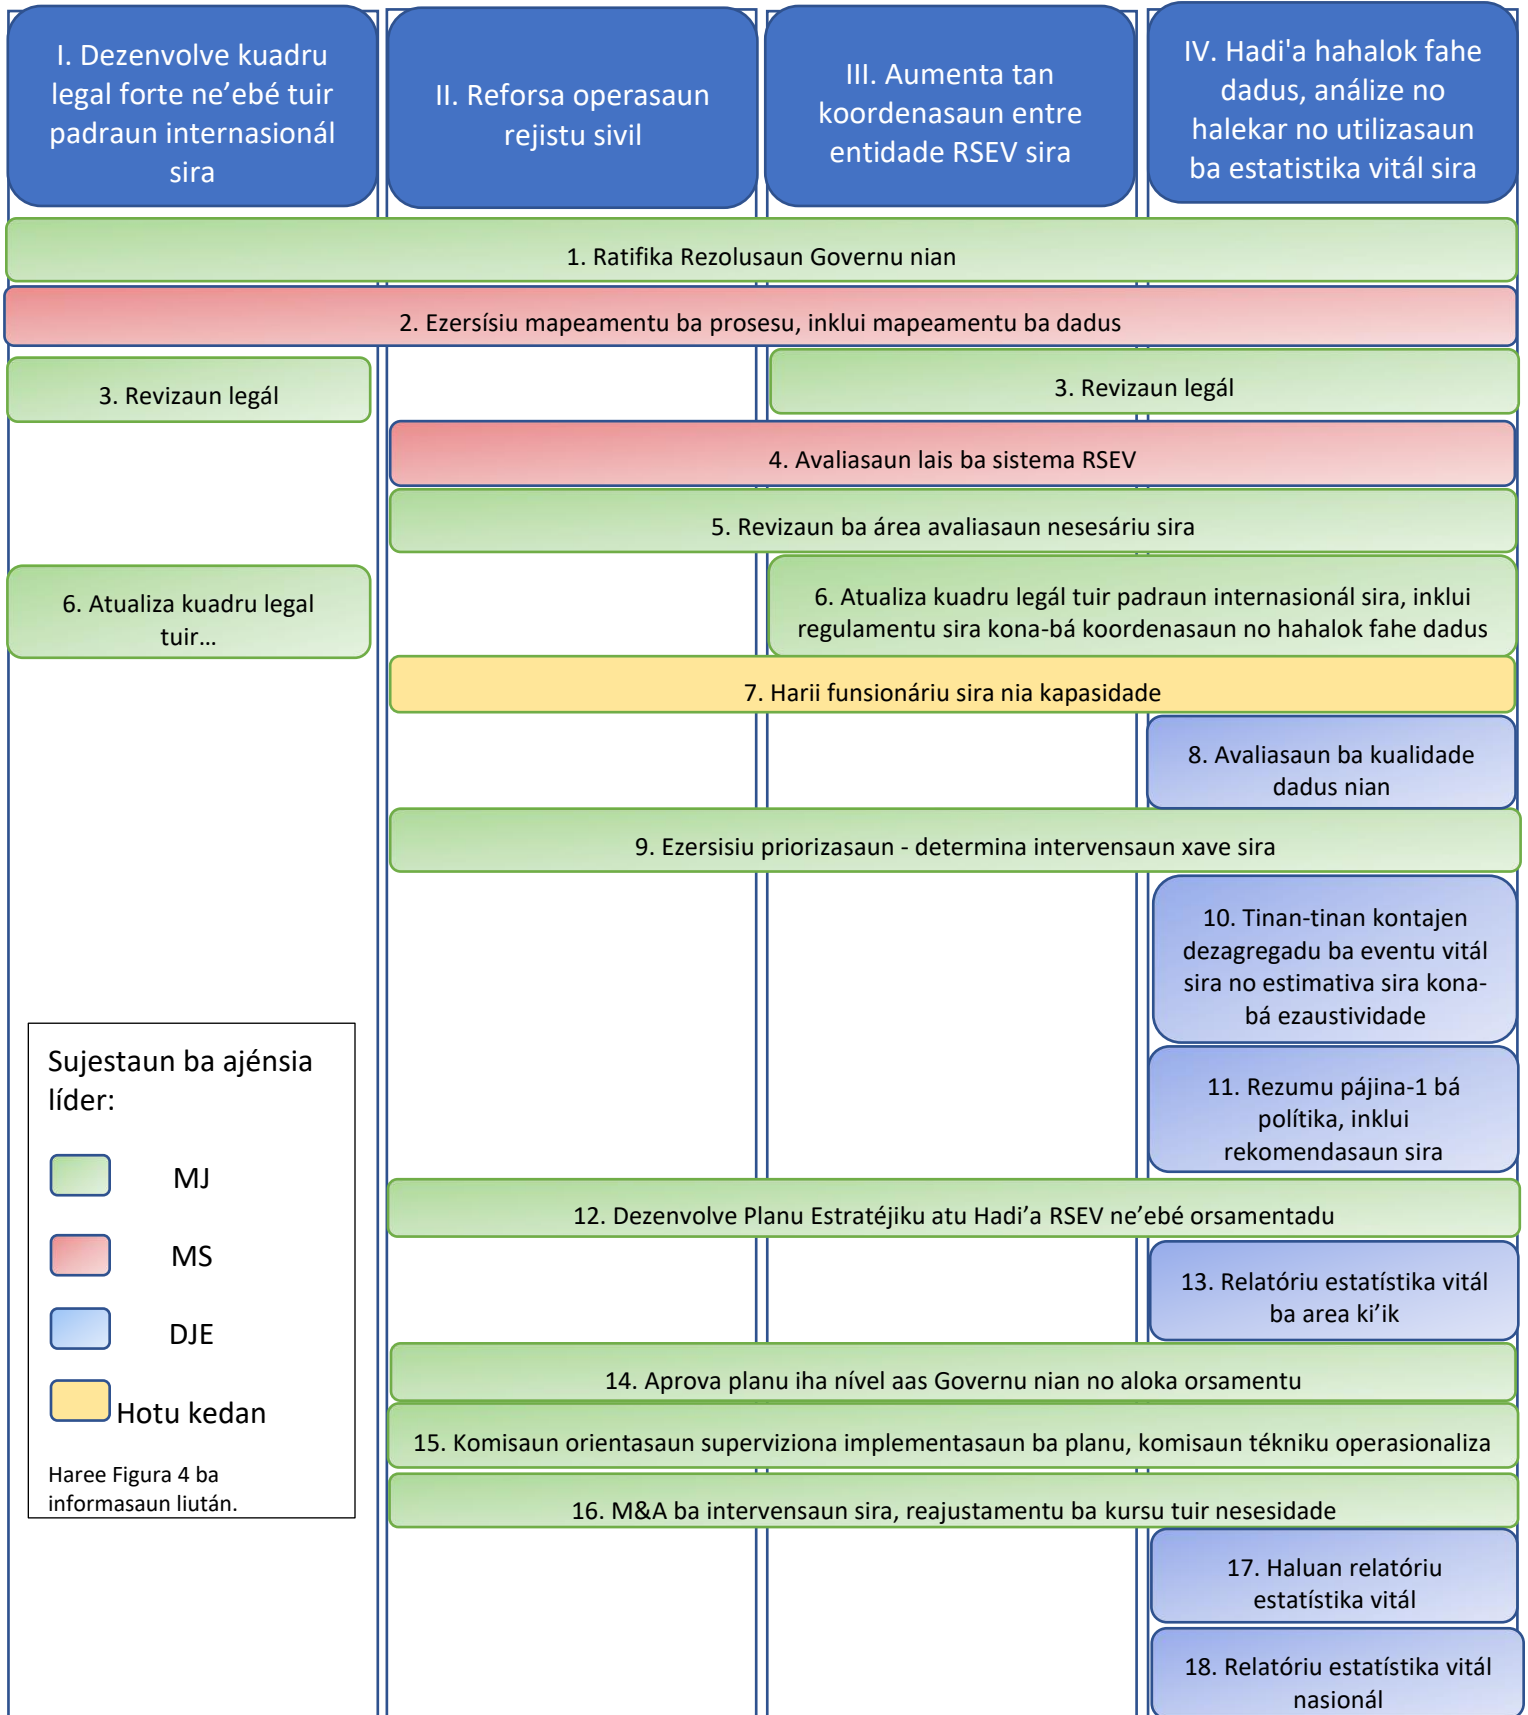 I. Dezenvolve kuadru
legal forte ne’ebé tuir
padraun internasionál
sira
II. Reforsa operasaun
rejistu sivil
III. Aumenta tan
koordenasaun entre
entidade RSEV sira
IV. Hadi'a hahalok fahe
dadus, análize no
halekar no utilizasaun
ba estatistika vitál sira
1. Ratifika Rezolusaun Governu nian
2. Ezersísiu mapeamentu ba prosesu, inklui mapeamentu ba dadus
3. Revizaun legál
3. Revizaun legál
4. Avaliasaun lais ba sistema RSEV
5. Revizaun ba área avaliasaun nesesáriu sira
6. Atualiza kuadru legal
tuir…
6. Atualiza kuadru legál tuir padraun internasionál sira, inklui
regulamentu sira kona-bá koordenasaun no hahalok fahe dadus
7. Harii funsionáriu sira nia kapasidade
8. Avaliasaun ba kualidade
dadus nian
9. Ezersisiu priorizasaun - determina intervensaun xave sira
10. Tinan-tinan kontajen
dezagregadu ba eventu vitál
sira no estimativa sira kona-
bá ezaustividade
11. Rezumu pájina-1 bá
polítika, inklui
rekomendasaun sira
12. Dezenvolve Planu Estratéjiku atu Hadi’a RSEV ne’ebé orsamentadu
13. Relatóriu estatístika vitál
ba area ki’ik
14. Aprova planu iha nível aas Governu nian no aloka orsamentu
15. Komisaun orientasaun superviziona implementasaun ba planu, komisaun tékniku operasionaliza
16. M&A ba intervensaun sira, reajustamentu ba kursu tuir nesesidade
17. Haluan relatóriu
estatístika vitál
18. Relatóriu estatístika vitál
nasionál
Sujestaun ba ajénsia
líder:
MJ
MS
DJE
Hotu kedan
Haree Figura 4 ba
informasaun liután.